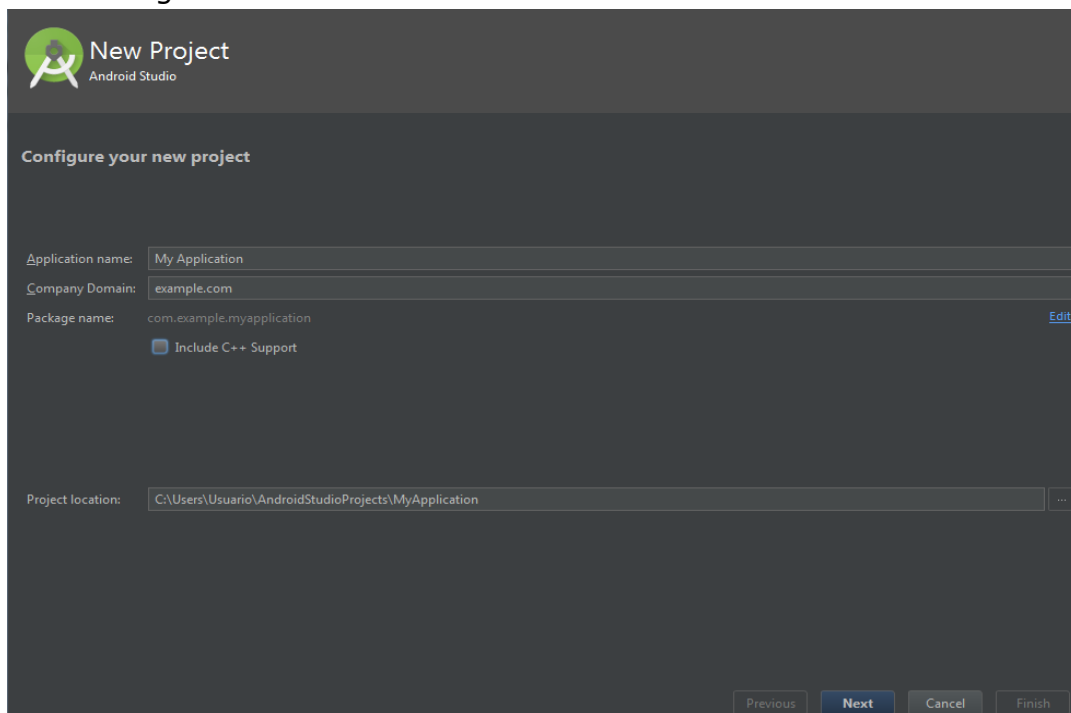 New Project
Android Studio
Configure your new project
Application name: My Application
Company Domain: example.com
Package name: com.example.myapplication Edit
Include C++ Support
Project location: C:\Users\Usuario\AndroidStudioProjects\MyApplication ...
Previous Next Cancel Finish